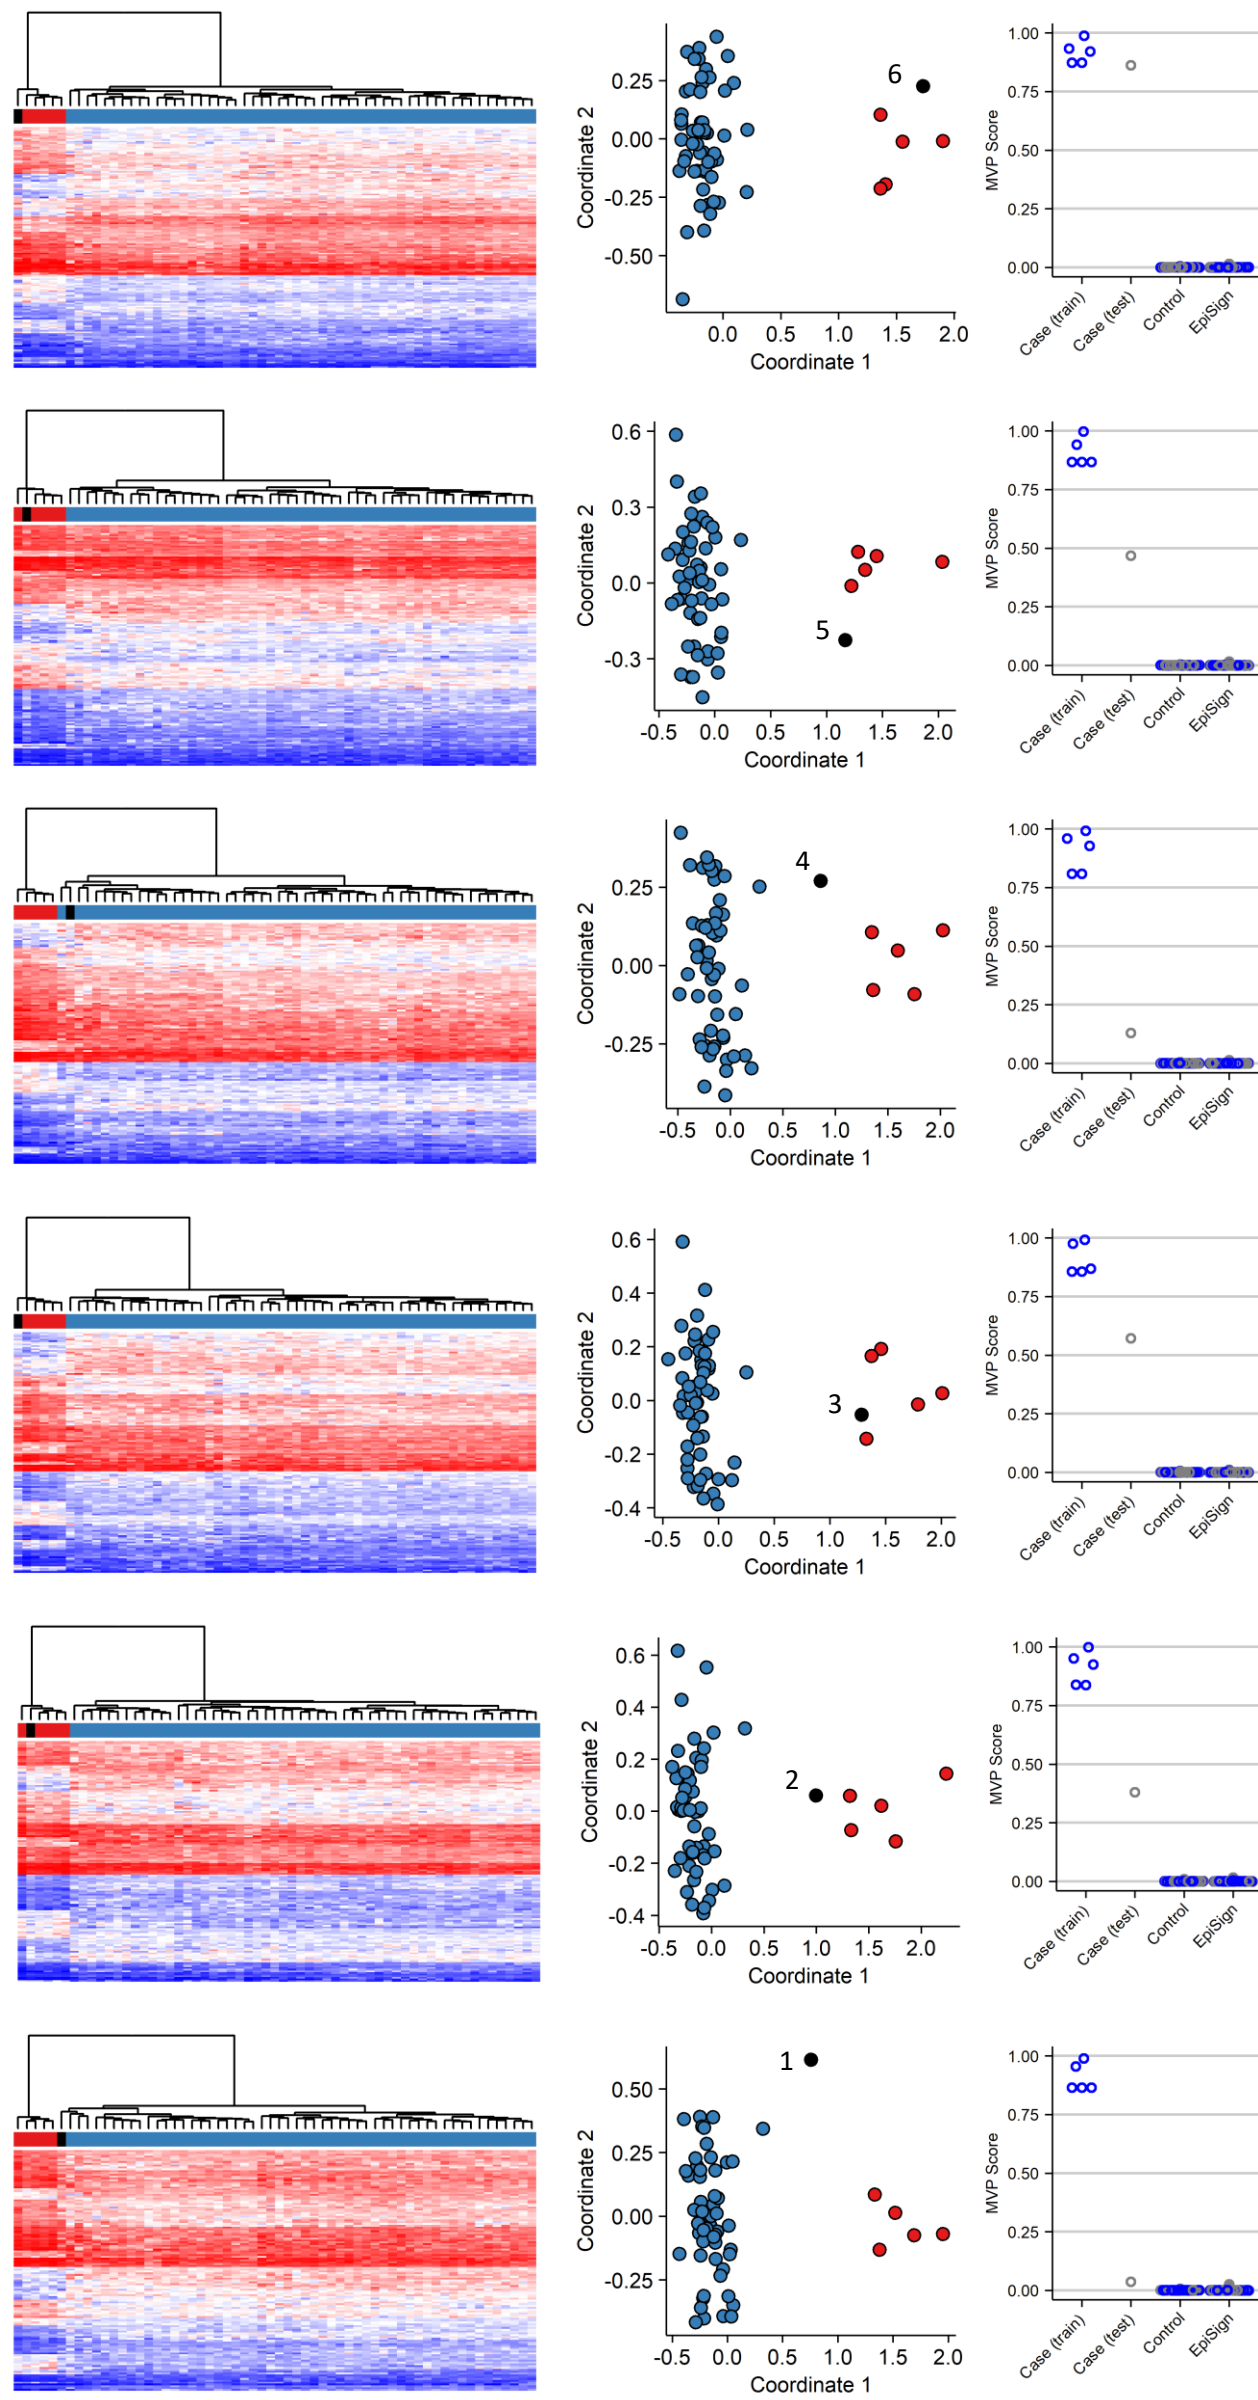 6
0.25
0.00
-0.25
-0.50
Coordinate 2
0.0
0.5
1.0
1.5
2.0
Coordinate 1
1.00
0.75
0.50
0.25
0.00
MVP Score
Case (train)
Case (test)
Control
EpiSign
0.6
0.3
0.0
-0.3
Coordinate 2
5
-0.5
0.0
0.5
1.0
1.5
2.0
Coordinate 1
1.00
0.75
0.50
0.25
0.00
MVP Score
Case (train)
Case (test)
Control
EpiSign
4
0.25
0.00
-0.25
Coordinate 2
-0.5
0.0
0.5
1.0
1.5
2.0
Coordinate 1
1.00
0.75
0.50
0.25
0.00
MVP Score
Case (train)
Case (test)
Control
EpiSign
0.6
0.4
0.2
0.0
-0.2
-0.4
Coordinate 2
3
-0.5
0.0
0.5
1.0
1.5
2.0
Coordinate 1
1.00
0.75
0.50
0.25
0.00
MVP Score
Case (train)
Case (test)
Control
EpiSign
0.6
0.4
0.2
0.0
-0.2
-0.4
Coordinate 2
2
-0.5
0.0
0.5
1.0
1.5
2.0
Coordinate 1
1.00
0.75
0.50
0.25
0.00
MVP Score
Case (train)
Case (test)
Control
EpiSign
1
0.50
0.25
0.00
-0.25
Coordinate 2
-0.5
0.0
0.5
1.0
1.5
2.0
Coordinate 1
1.00
0.75
0.50
0.25
0.00
MVP Score
Case (train)
Case (test)
Control
EpiSign